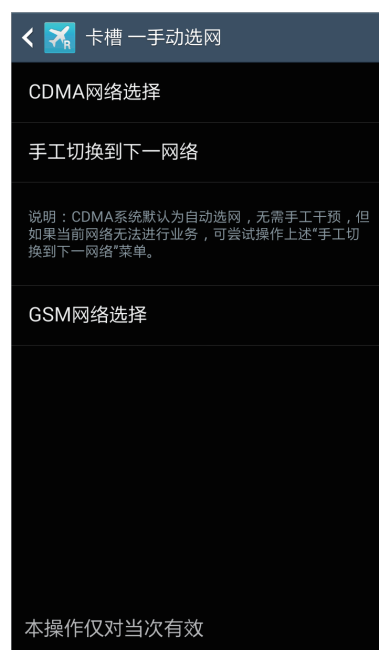 卡槽 一手动选网
CDMA网络选择
手工切换到下一网络
说明：CDMA系统默认为自动选网，无需手工干预，但
如果当前网络无法进行业务，可尝试操作上述“手工切
换到下一网络”菜单。
GSM网络选择
本操作仅对当次有效